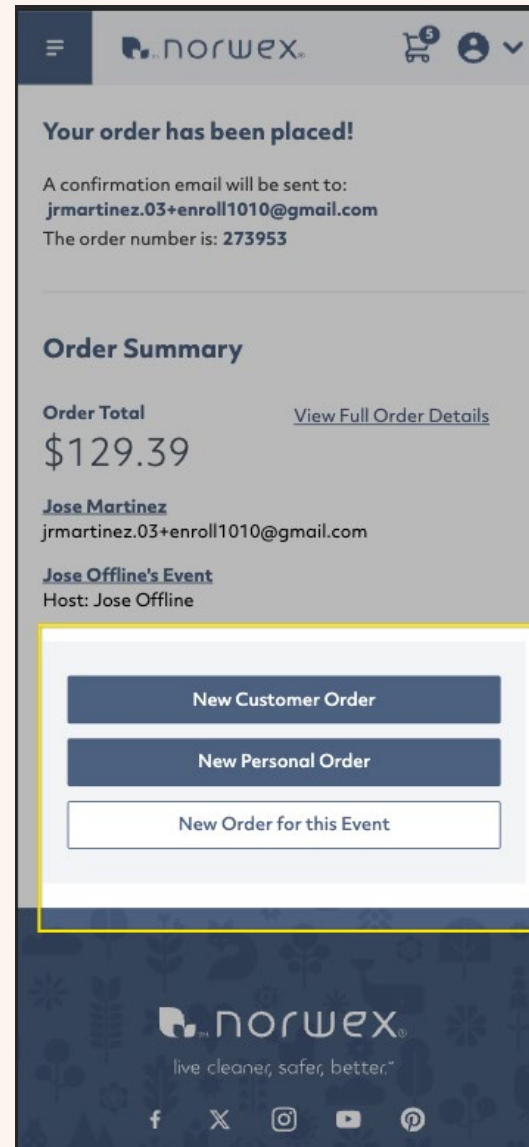 norwex®
5
Your order has been placed!
A confirmation email will be sent to:
jrmartinez.03+enroll1010@gmail.com
The order number is: 273953
Order Summary
Order Total
View Full Order Details
$129.39
Jose Martinez
jrmartinez.03+enroll1010@gmail.com
Jose Offline's Event
Host: Jose Offline
New Customer Order
New Personal Order
New Order for this Event
norwex®
live cleaner, safer, better.™